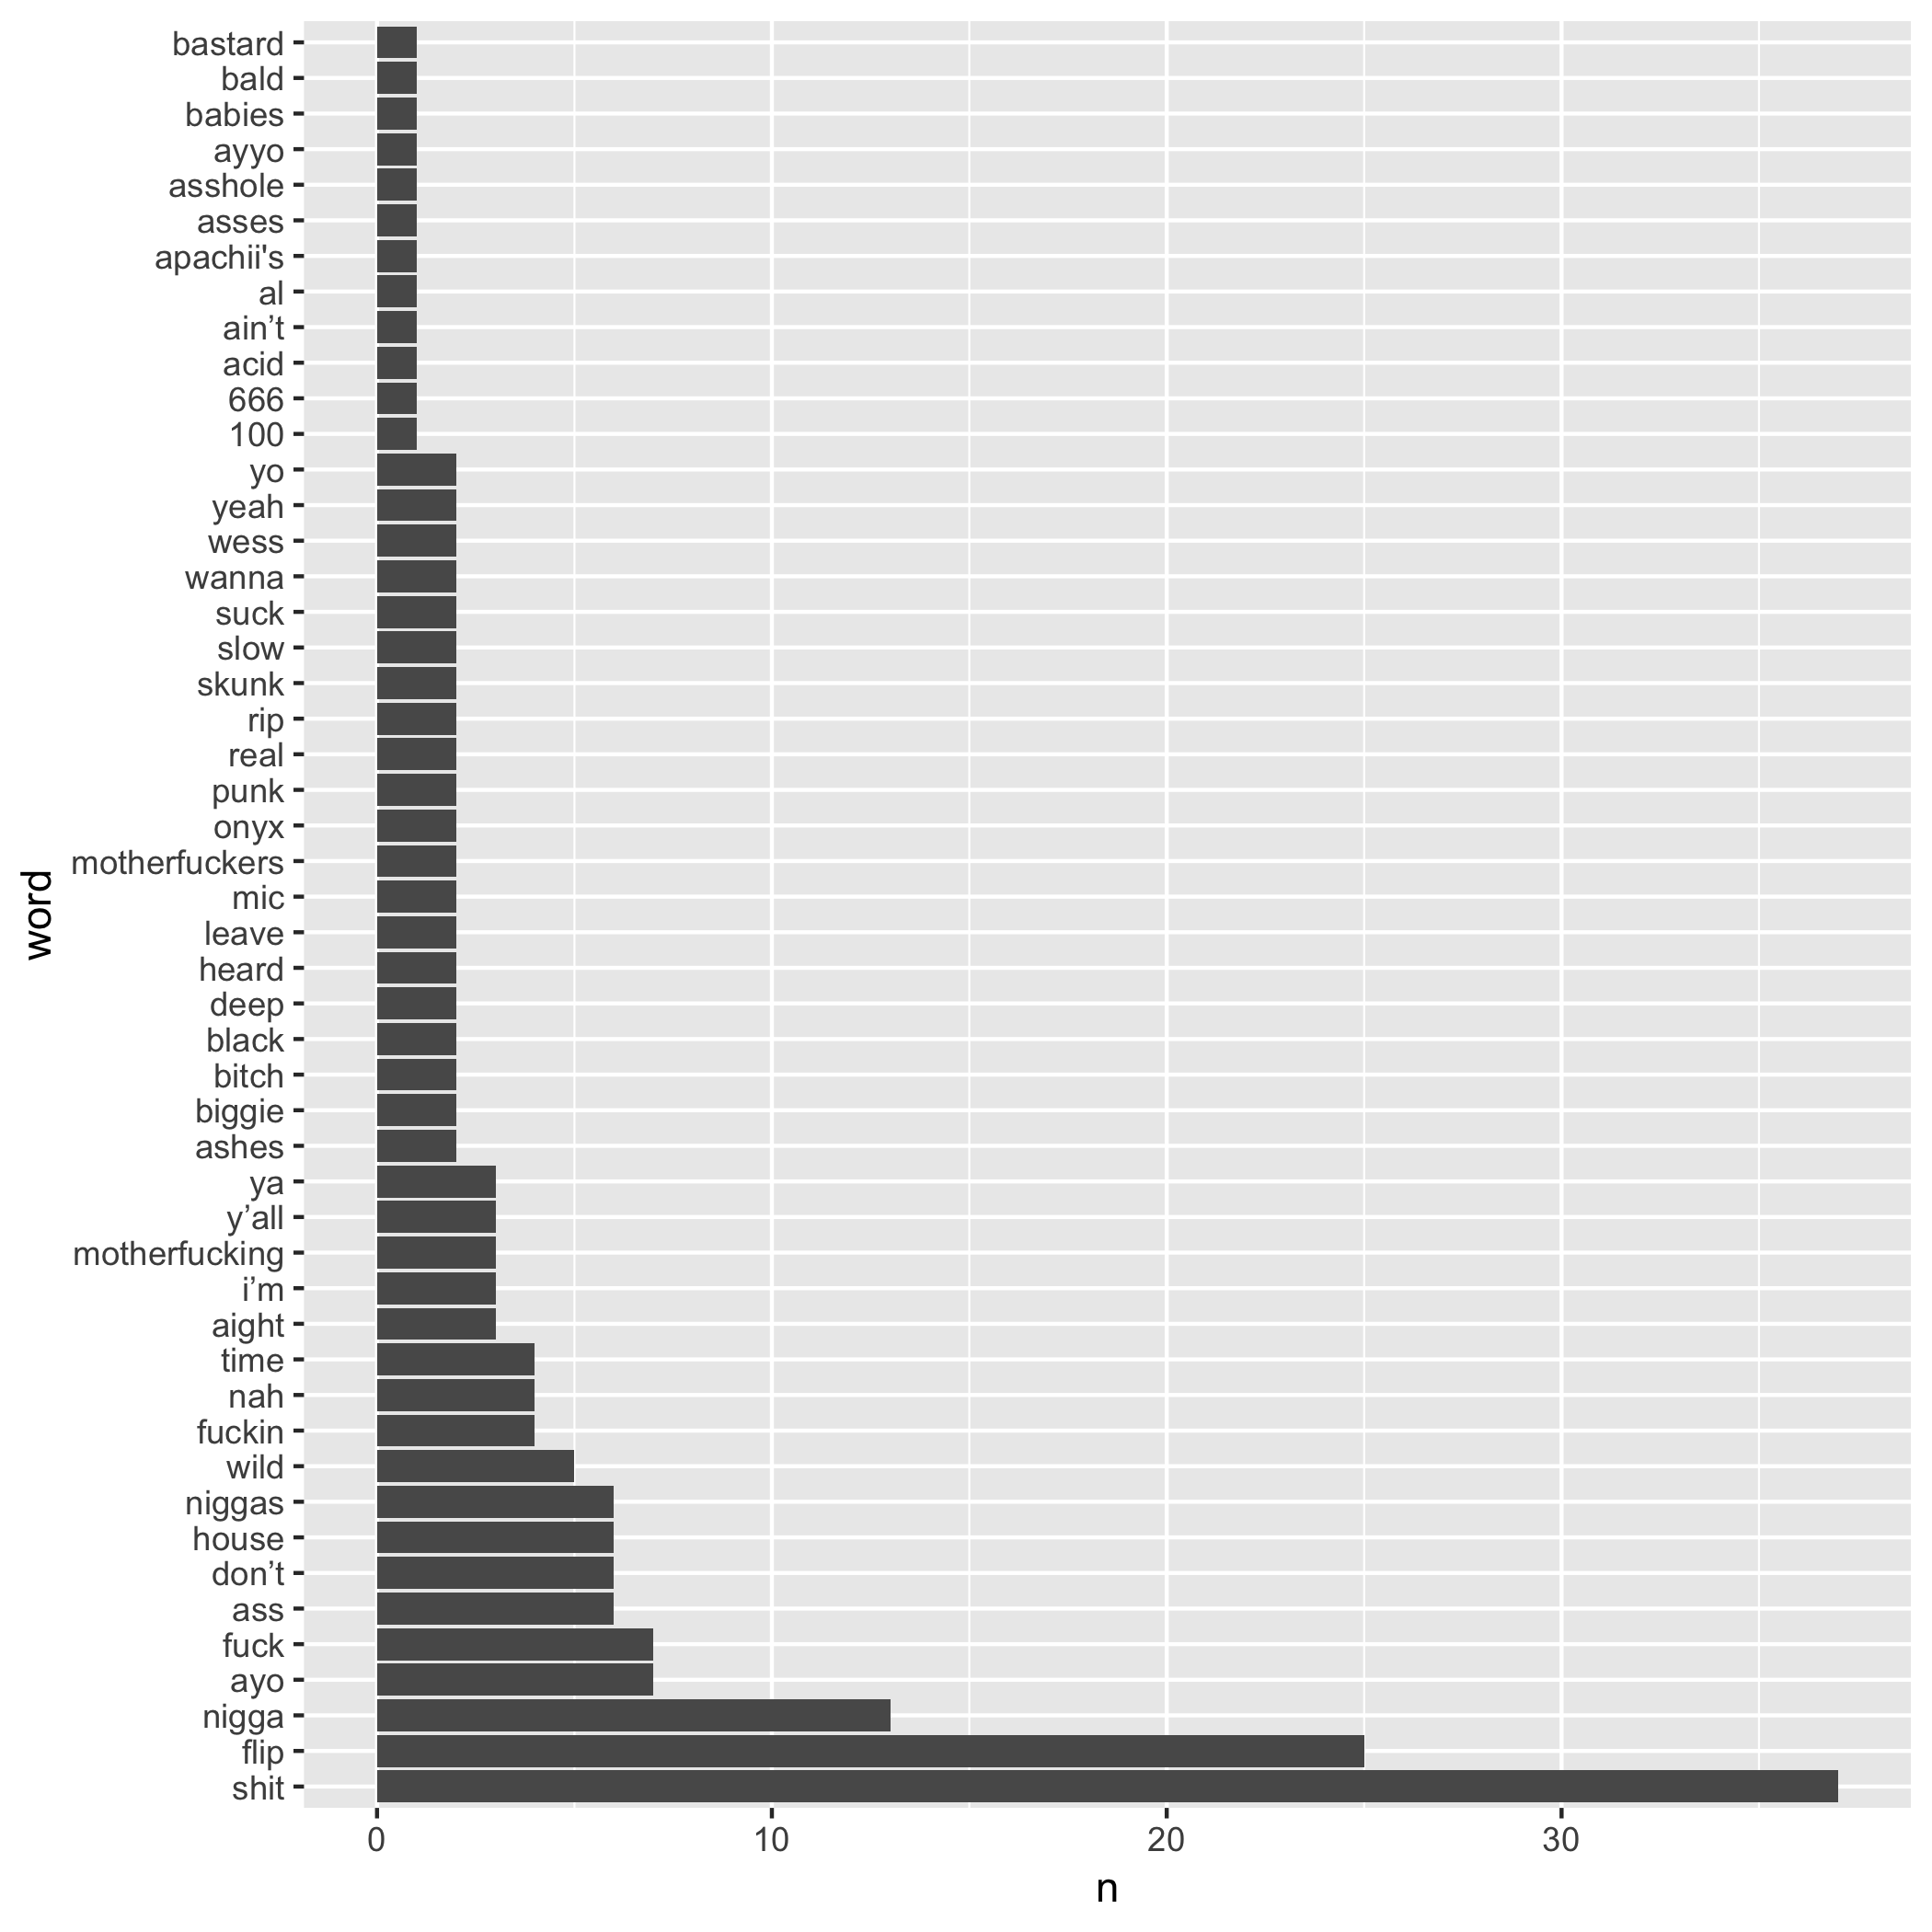 bastard
bald
babies
ayyo
asshole
asses
apachii's
al
ain’t
acid
666
100
yo
yeah
wess
wanna
suck
slow
skunk
rip
real
punk
onyx
motherfuckers
mic
leave
heard
deep
black
bitch
biggie
ashes
ya
y’all
motherfucking
i’m
aight
time
nah
fuckin
wild
niggas
house
don’t
ass
fuck
ayo
nigga
flip
shit
word
0 10 20 30
n